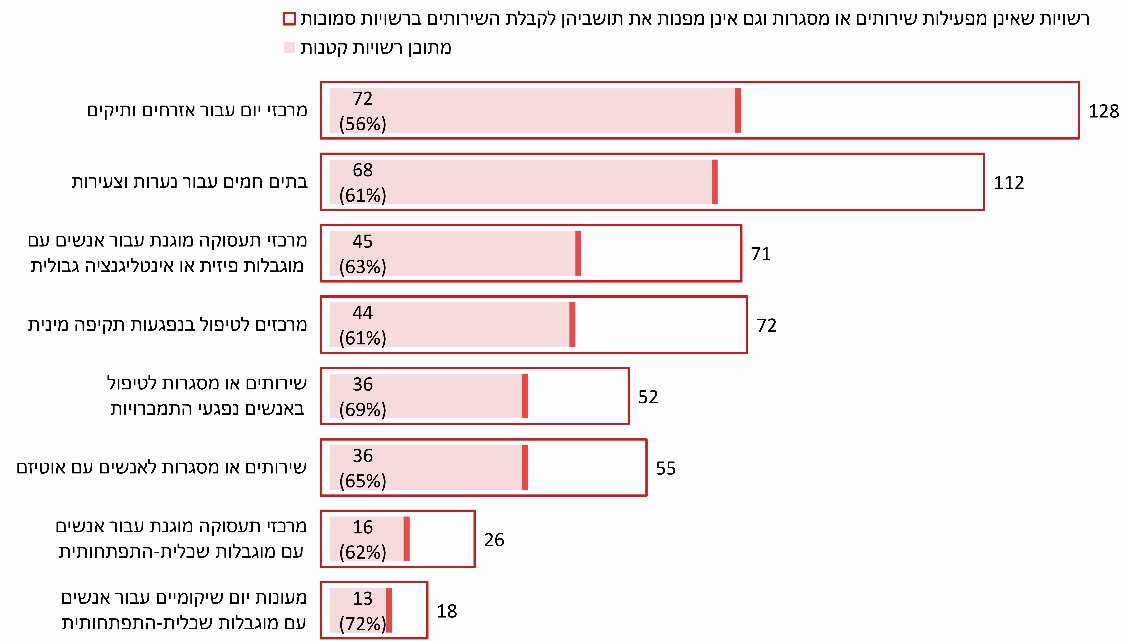 רשויות שאינן מפעילות שירותים או מסגרות וגם אינן מפנות את תושביהן לקבלת השירותים ברשויות סמוכות
מתוכן רשויות קטנות
מרכזי יום עבור אזרחים ותיקים
72
(56%)
128
בתים חמים עבור נערות וצעירות
68
(61%)
112
מרכזי תעסוקה מוגנת עבור אנשים עם
מוגבלות פיזית או אינטליגנציה גבולית
45
(63%)
71
מרכזים לטיפול בנפגעות תקיפה מינית
44
(61%)
72
שירותים או מסגרות לטיפול
באנשים נפגעי התמכרויות
36
(69%)
52
שירותים או מסגרות לאנשים עם אוטיזם
36
(65%)
55
מרכזי תעסוקה מוגנת עבור אנשים
עם מוגבלות שכלית-התפתחותית
16
(62%)
26
מעונות יום שיקומיים עבור אנשים
עם מוגבלות שכלית-התפתחותית
13
(72%)
18